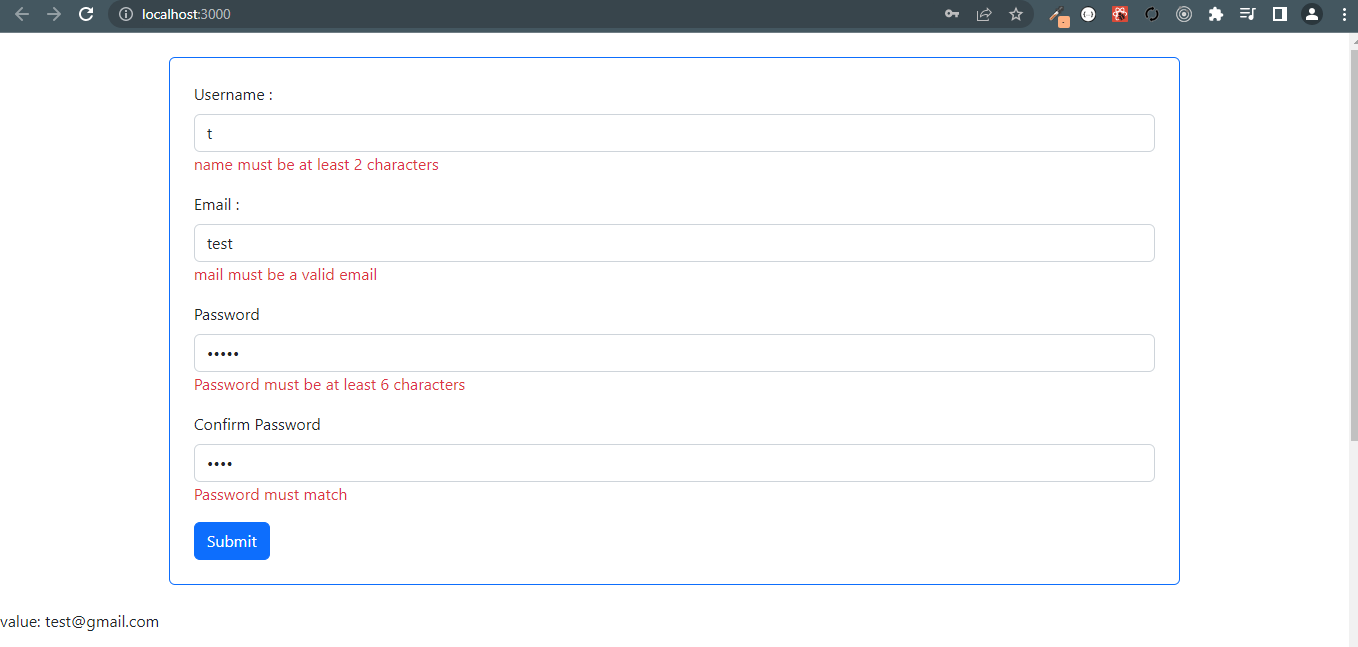 localhost:3000
Username :
t
name must be at least 2 characters
Email :
test
mail must be a valid email
Password
•••••
Password must be at least 6 characters
Confirm Password
••••
Password must match
Submit
value: test@gmail.com